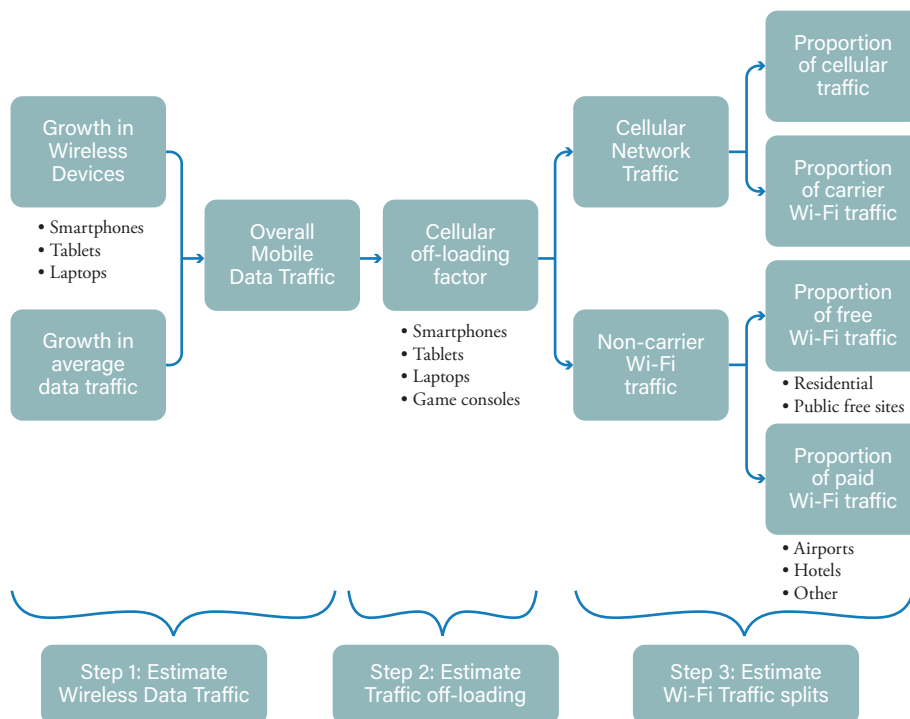 Growth in
Wireless
Devices
• Smartphones
• Tablets
• Laptops
Growth in
average
data traffic
Overall
Mobile
Data Traffic
Cellular
off-loading
factor
• Smartphones
• Tablets
• Laptops
• Game consoles
Cellular
Network
Traffic
Non-carrier
Wi-Fi
traffic
Proportion
of cellular
traffic
Proportion
of carrier
Wi-Fi traffic
Proportion
of free
Wi-Fi traffic
• Residential
• Public free sites
Proportion
of paid
Wi-Fi traffic
• Airports
• Hotels
• Other
Step 1: Estimate
Wireless Data Traffic
Step 2: Estimate
Traffic off-loading
Step 3: Estimate
Wi-Fi Traffic splits